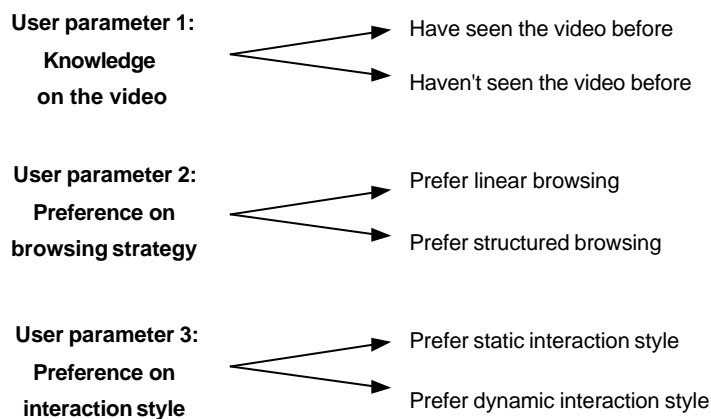 User parameter 1:
Knowledge
on the video
Have seen the video before
Haven't seen the video before
User parameter 2:
Preference on
browsing strategy
Prefer linear browsing
Prefer structured browsing
User parameter 3:
Preference on
interaction style
Prefer static interaction style
Prefer dynamic interaction style